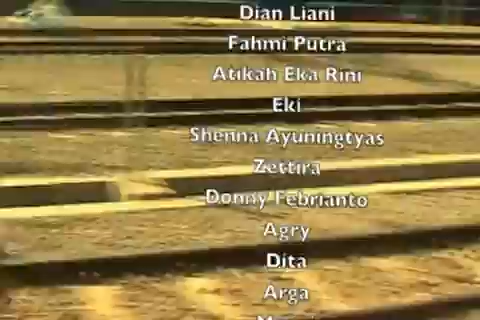 Dian Liani
Fahmi Putra
Atikah Eka Rini
Eki
Shenna Ayuningtyas
Zettira
Donny Febrianto
Agry
Dita
Arga